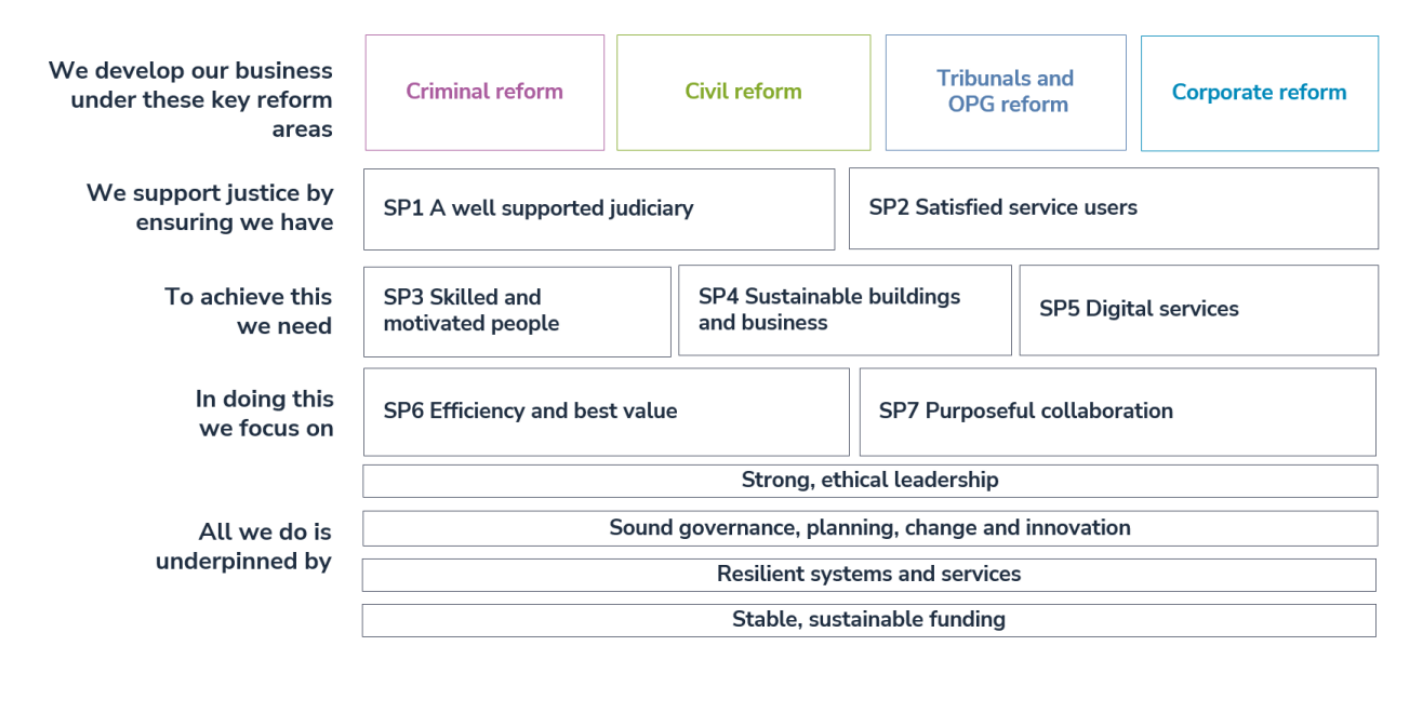 We develop our business
under these key reform
areas
Criminal reform
Civil reform
Tribunals and
OPG reform
Corporate reform
We support justice by
ensuring we have
SP1 A well supported judiciary
SP2 Satisfied service users
To achieve this
we need
SP3 Skilled and
motivated people
SP4 Sustainable buildings
and business
SP5 Digital services
In doing this
we focus on
SP6 Efficiency and best value
SP7 Purposeful collaboration
All we do is
underpinned by
Strong, ethical leadership
Sound governance, planning, change and innovation
Resilient systems and services
Stable, sustainable funding